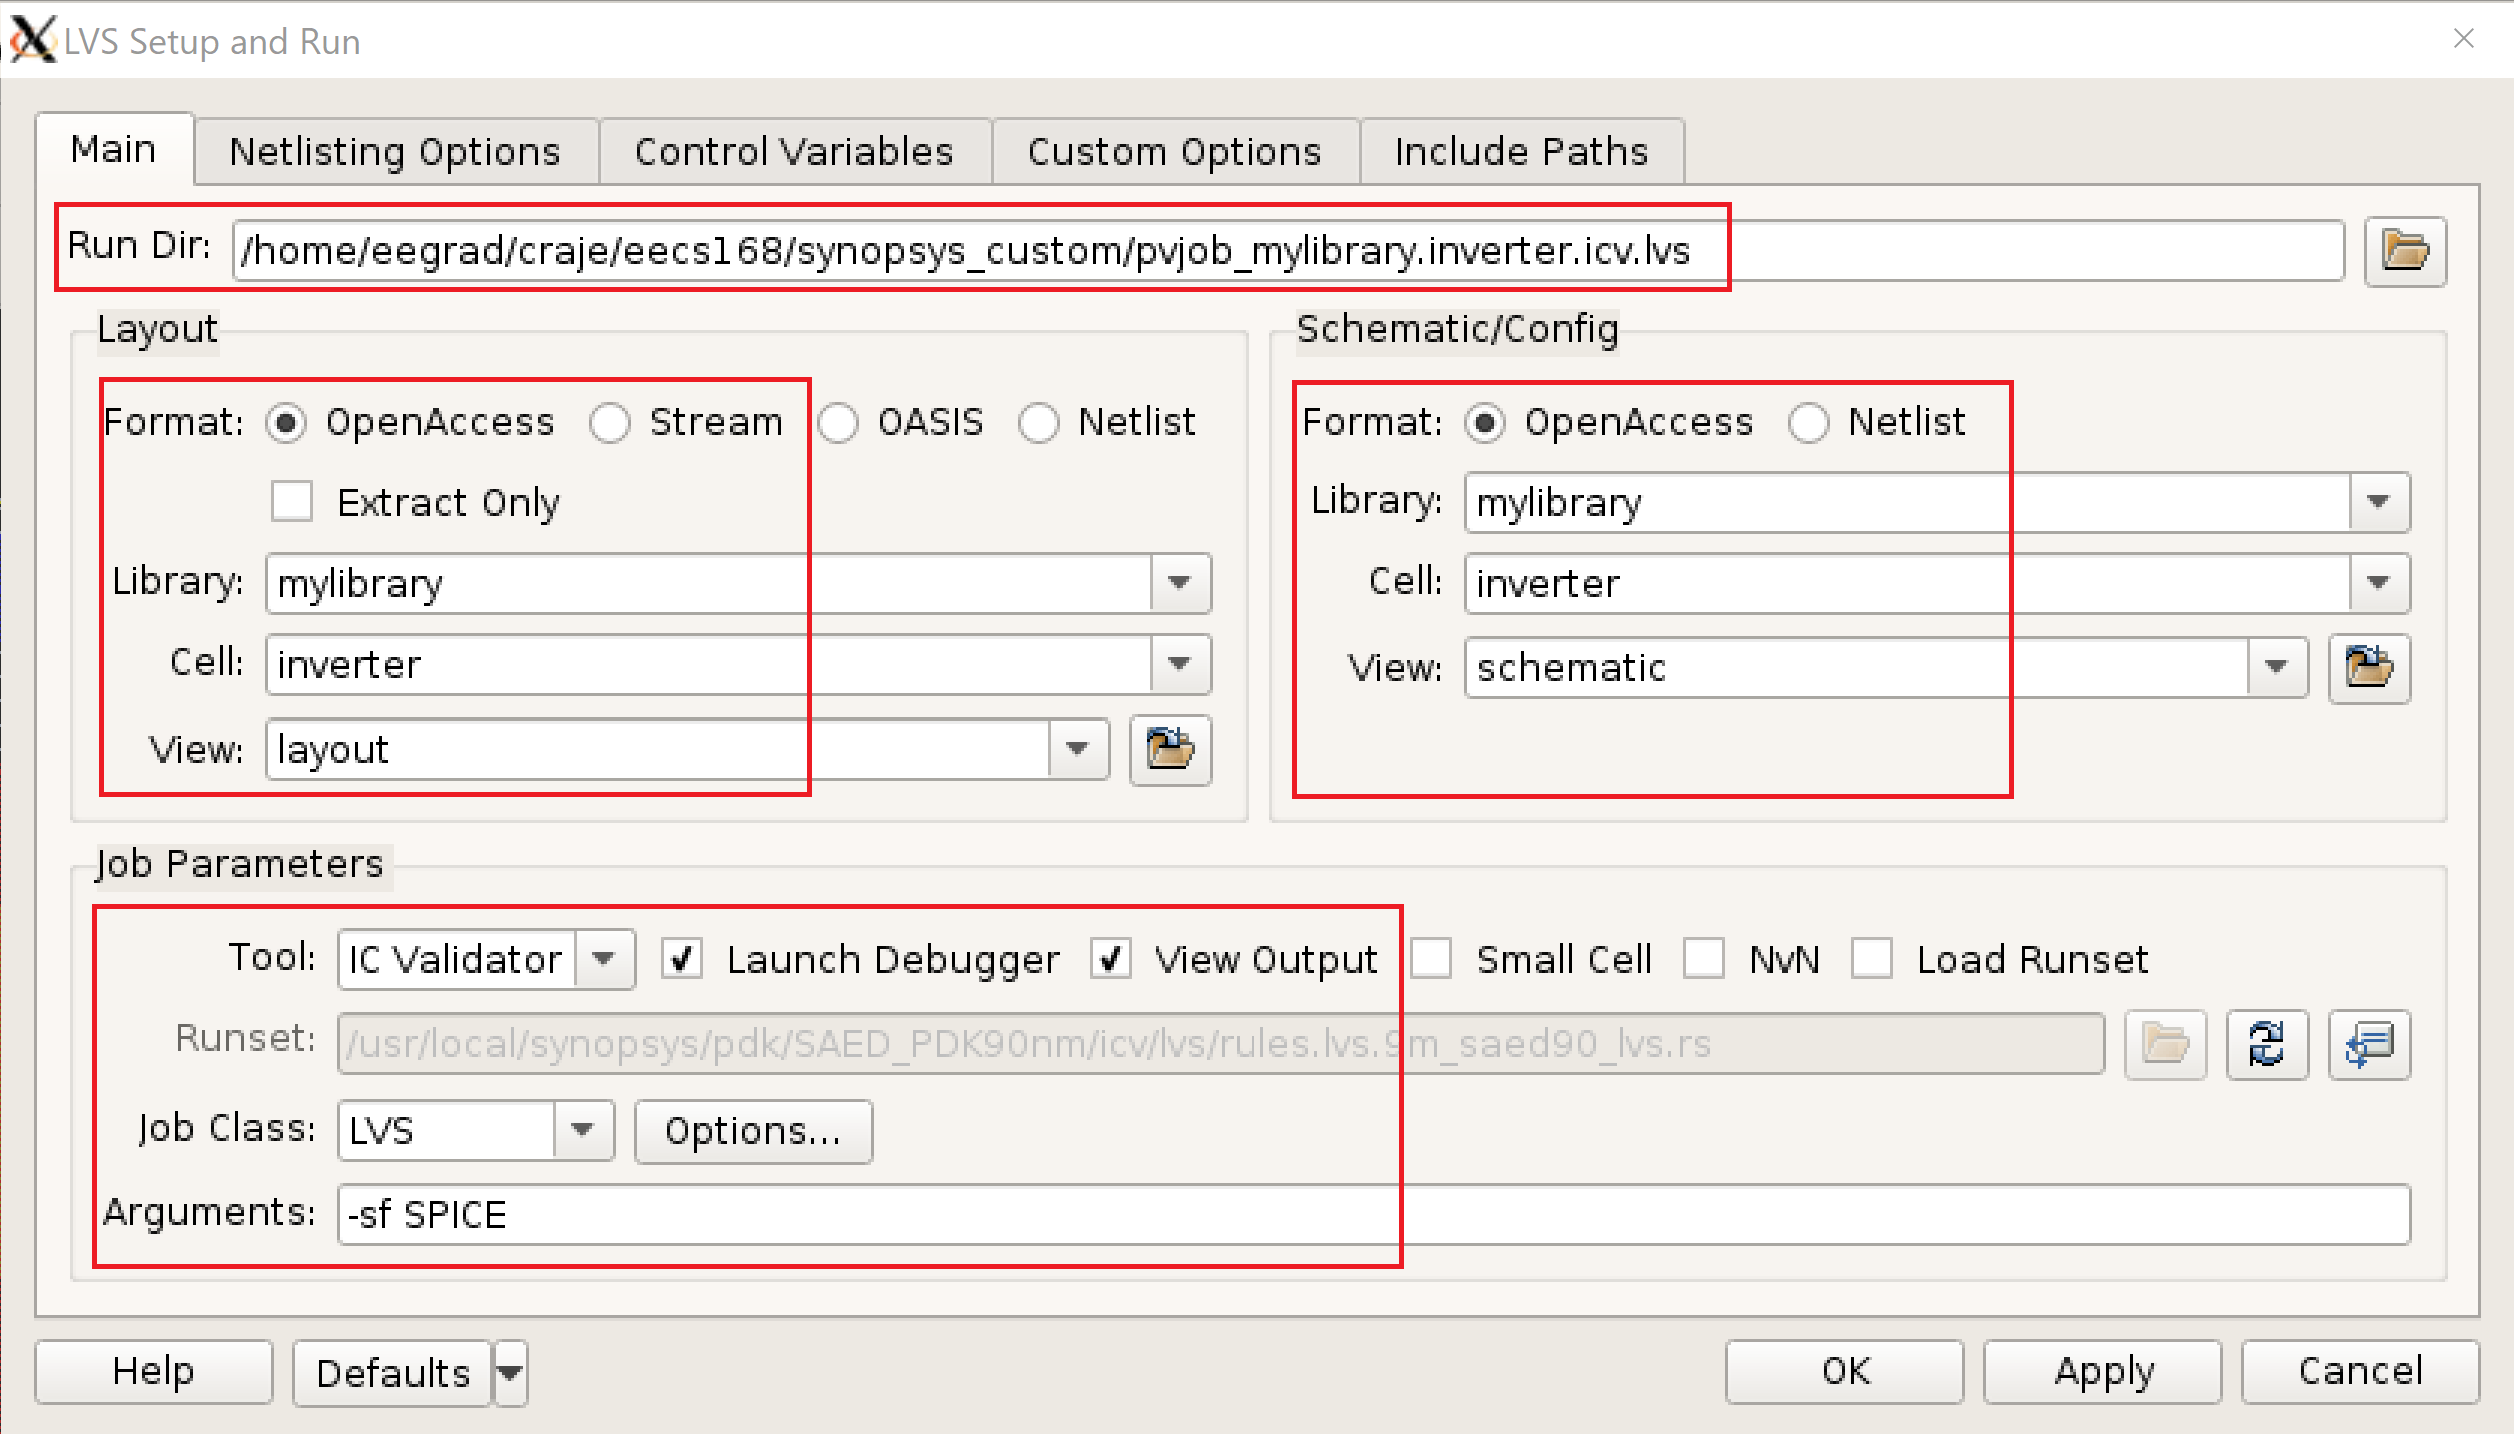 LVS Setup and Run
Main Netlisting Options Control Variables Custom Options Include Paths
Run Dir: /home/eegrad/craje/eecs168/synopsys_custom/pvjob_mylibrary.inverter.icv.lvs
Layout
Format: OpenAccess Stream OASIS Netlist
Extract Only
Library: mylibrary
Cell: inverter
View: layout
Schematic/Config
Format: OpenAccess Netlist
Library: mylibrary
Cell: inverter
View: schematic
Job Parameters
Tool: IC Validator Launch Debugger View Output Small Cell NvN Load Runset
Runset: /usr/local/synopsys/pdk/SAED_PDK90nm/icv/lvs/rules.lvs.9m_saed90_lvs.rs
Job Class: LVS Options...
Arguments: -sf SPICE
Help Defaults OK Apply Cancel